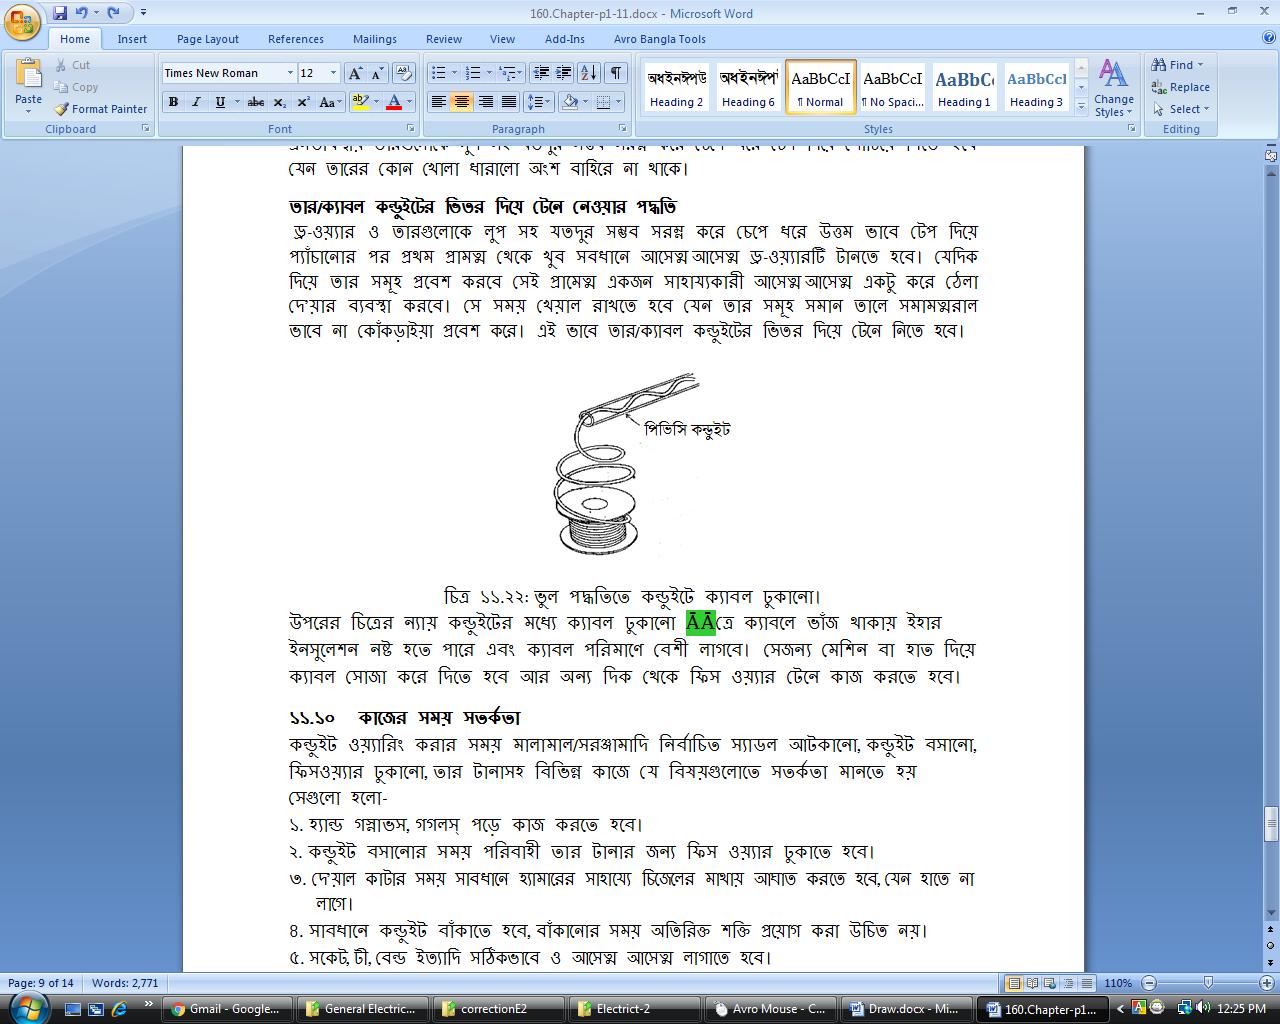 160.Chapter-p1-11.docx - Microsoft Word
Home Insert Page Layout References Mailings Review View Add-Ins Avro Bangla Tools
Paste Cut Copy Format Painter
Times New Roman 12
অধইনঈপউ অধইনঈপ AaBbCcI AaBbCcI AaBbC AaBbCcI
Heading 2 Heading 6 ¶ Normal ¶ No Spaci... Heading 1 Heading 3
Change Styles
Find Replace Select
Clipboard Font Paragraph Styles Editing
যেন তারের কোন খোলা ধারালো অংশ বাহিরে না থাকে।
তার/ক্যাবল কন্ডুইটের ভিতর দিয়ে টেনে নেওয়ার পদ্ধতি
ড্র-ওয়্যার ও তারগুলোকে লুপ সহ যতদুর সম্ভব সরম্ন করে চেপে ধরে উত্তম ভাবে টেপ দিয়ে
প্যাঁচানোর পর প্রথম প্রামত্ম থেকে খুব সবধানে আসেত্ম আসেত্ম ড্র-ওয়্যারটি টানতে হবে। যেদিক
দিয়ে তার সমূহ প্রবেশ করবে সেই প্রামেত্ম একজন সাহায্যকারী আসেত্ম আসেত্ম একটু করে ঠেলা
দে'য়ার ব্যবস্থা করবে। সে সময় খেয়াল রাখতে হবে যেন তার সমূহ সমান তালে সমামত্মরাল
ভাবে না কোঁকড়াইয়া প্রবেশ করে। এই ভাবে তার/ক্যাবল কন্ডুইটের ভিতর দিয়ে টেনে নিতে হবে।
পিভিসি কন্ডুইট
চিত্র ১১.২২: ভুল পদ্ধতিতে কন্ডুইটে ক্যাবল ঢুকানো।
উপরের চিত্রের ন্যায় কন্ডুইটের মধ্যে ক্যাবল ঢুকানো ĀĀত্রে ক্যাবলে ভাঁজ থাকায় ইহার
ইনসুলেশন নষ্ট হতে পারে এবং ক্যাবল পরিমাণে বেশী লাগবে। সেজন্য মেশিন বা হাত দিয়ে
ক্যাবল সোজা করে দিতে হবে আর অন্য দিক থেকে ফিস ওয়্যার টেনে কাজ করতে হবে।
১১.১০ কাজের সময় সতর্কতা
কন্ডুইট ওয়্যারিং করার সময় মালামাল/সরঞ্জামাদি নির্বাচিত স্যাডল আটকানো, কন্ডুইট বসানো,
ফিসওয়্যার ঢুকানো, তার টানাসহ বিভিন্ন কাজে যে বিষয়গুলোতে সতর্কতা মানতে হয়
সেগুলো হলো-
১. হ্যান্ড গস্নাভস, গগলস্ পড়ে কাজ করতে হবে।
২. কন্ডুইট বসানোর সময় পরিবাহী তার টানার জন্য ফিস ওয়্যার ঢুকাতে হবে।
৩. দে'য়াল কাটার সময় সাবধানে হ্যামারের সাহায্যে চিজেলের মাথায় আঘাত করতে হবে, যেন হাতে না
লাগে।
৪. সাবধানে কন্ডুইট বাঁকাতে হবে, বাঁকানোর সময় অতিরিক্ত শক্তি প্রয়োগ করা উচিত নয়।
৫. সকেট, টী, বেন্ড ইত্যাদি সঠিকভাবে ও আসেত্ম আসেত্ম লাগাতে হবে।
Page: 9 of 14 Words: 2,771 110%
Gmail - Google... General Electric... correctionE2 Electrict-2 Avro Mouse - C... Draw.docx - Mi... 160.Chapter-p1... 12:25 PM